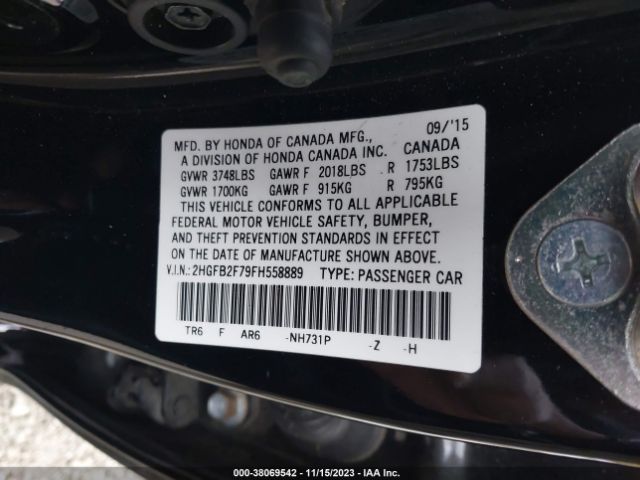 09/'15
MFD. BY HONDA OF CANADA MFG., CANADA
A DIVISION OF HONDA CANADA INC.
GVWR 3748LBS GAWR F 2018LBS . R 1753LBS
GVWR 1700KG GAWR F 915KG R 795KG
THIS VEHICLE CONFORMS TO ALL APPLICABLE
FEDERAL MOTOR VEHICLE SAFETY, BUMPER,
AND THEFT PREVENTION STANDARDS IN EFFECT
ON THE DATE OF MANUFACTURE SHOWN ABOVE.
V.I.N.: 2HGFB2F79FH558889 TYPE: PASSENGER CAR
TR6 F AR6 -NH731P -Z -H
000-38069542 - 11/15/2023 - IAA Inc.